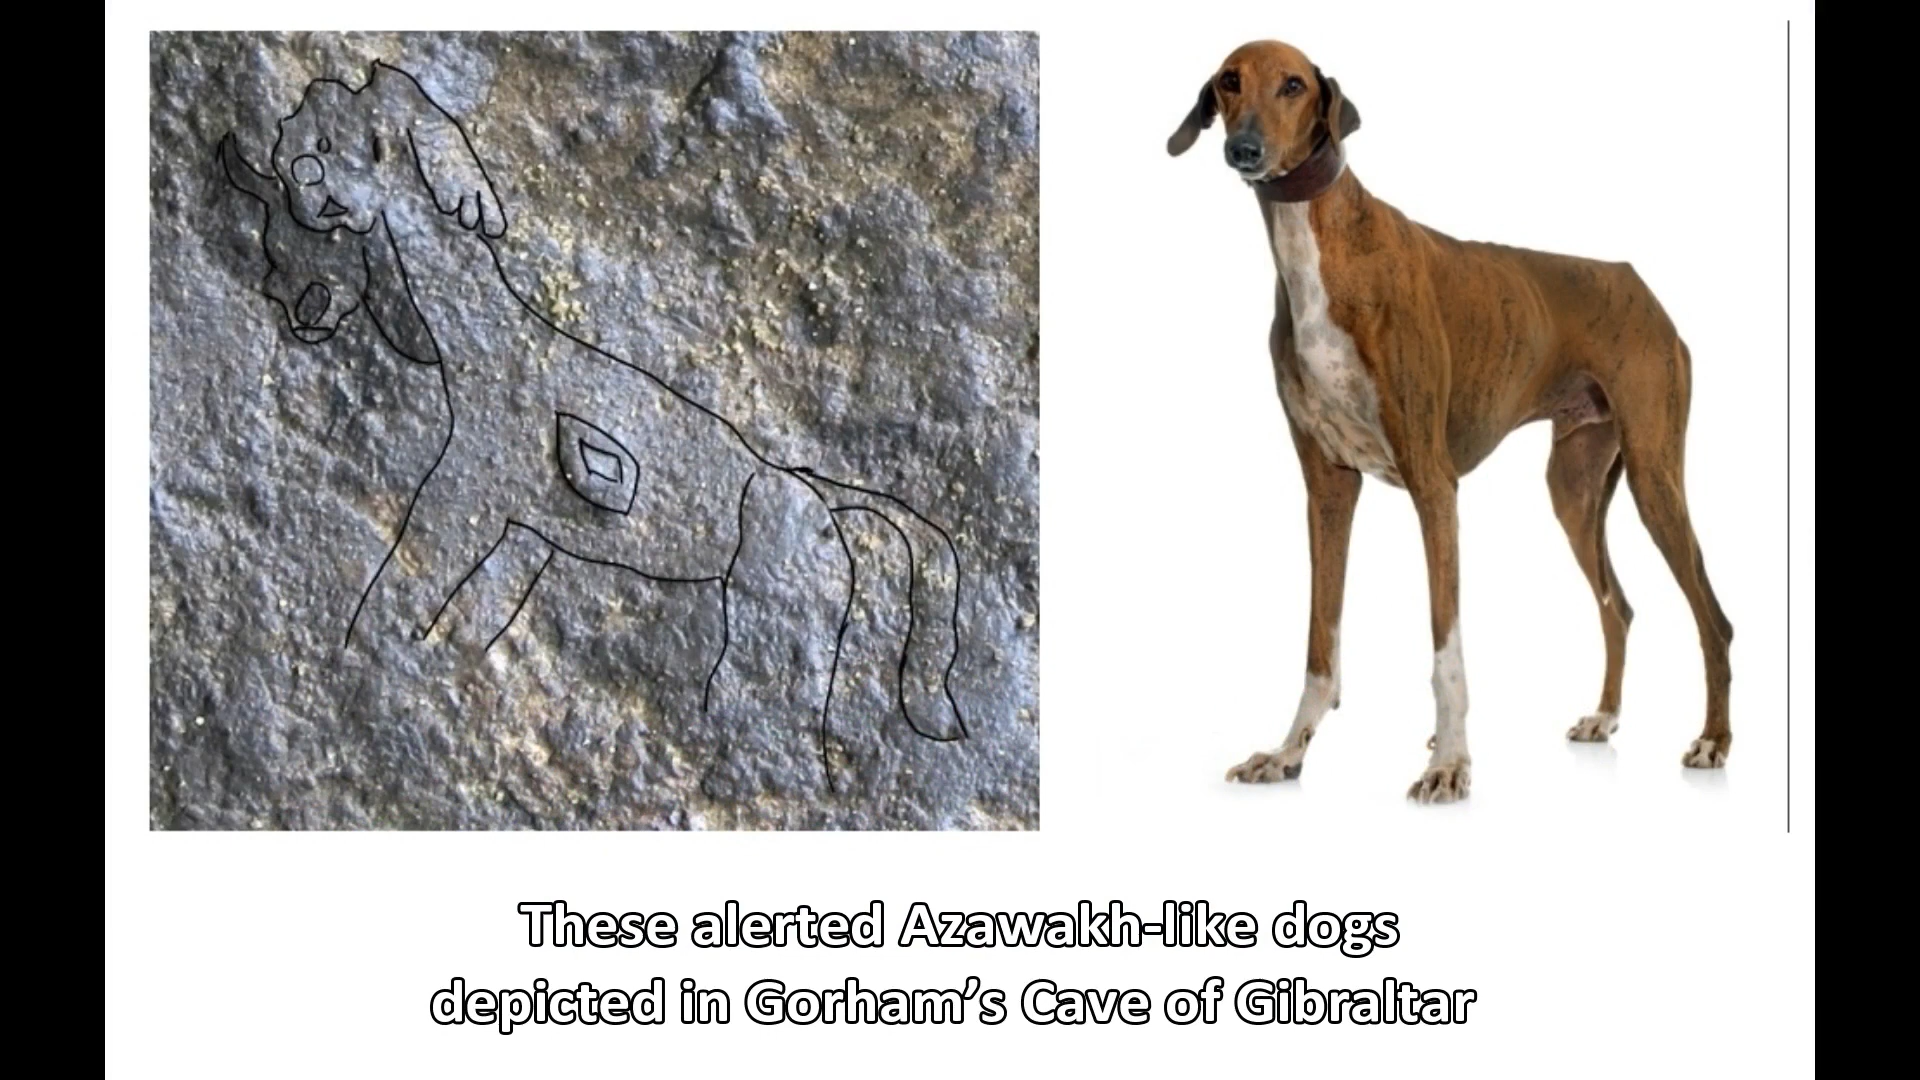 These alerted Azawakh-like dogs
depicted in Gorham’s Cave of Gibraltar